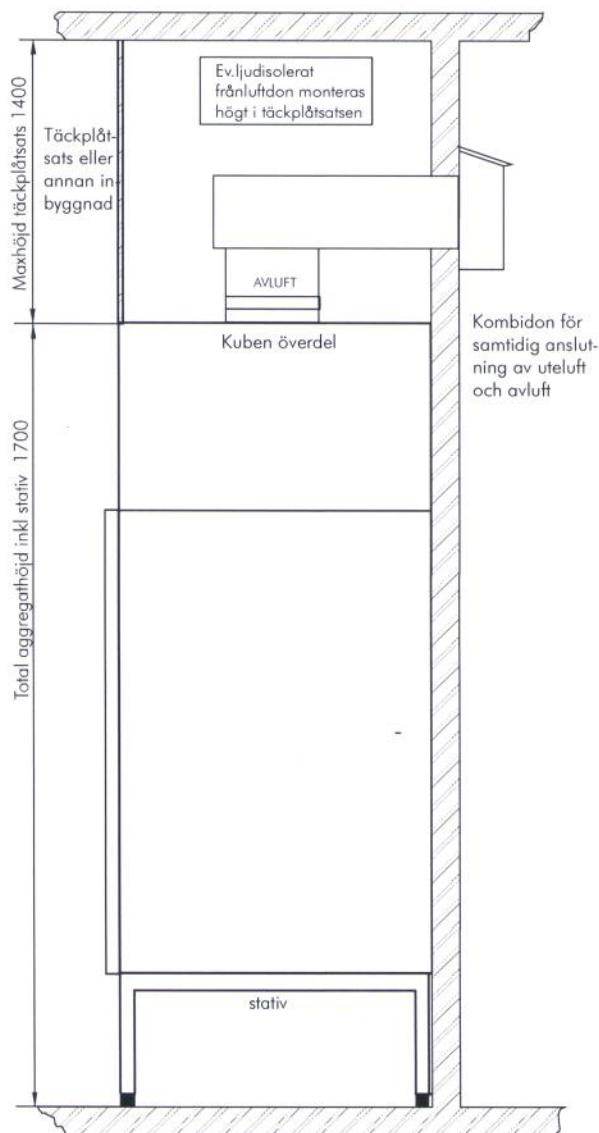 Maxhöjd täckplåtsats 1400
Ev.ljudisolerat
frånluftdon monteras
högt i täckplåtsatsen
Täckplåt-
sats eller
annan in
byggnad
AVLUFT
Kuben överdel
Kombidon för
samtidig anslut-
ning av uteluft
och avluft
Total aggregathöjd inkl stativ 1700
stativ